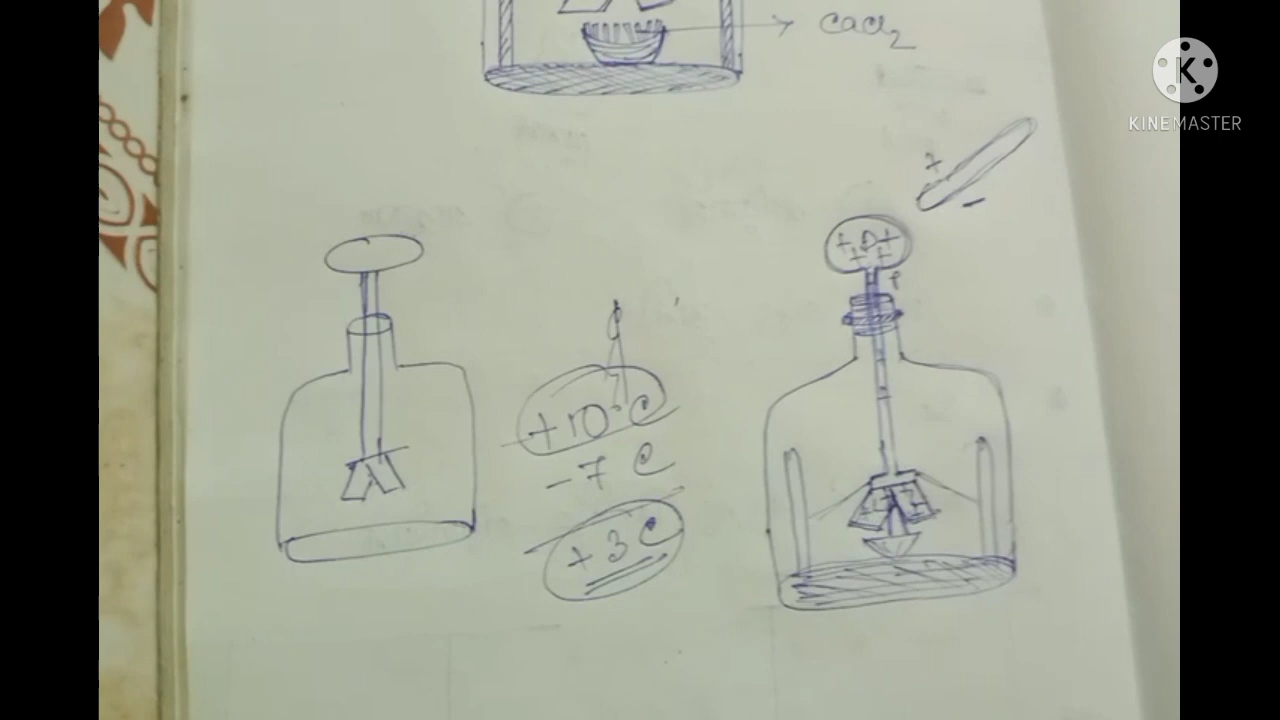 CaCl₂
K
KINEMASTER
+
−
+ + + +
+10 C
− 7 C
+ 3 C